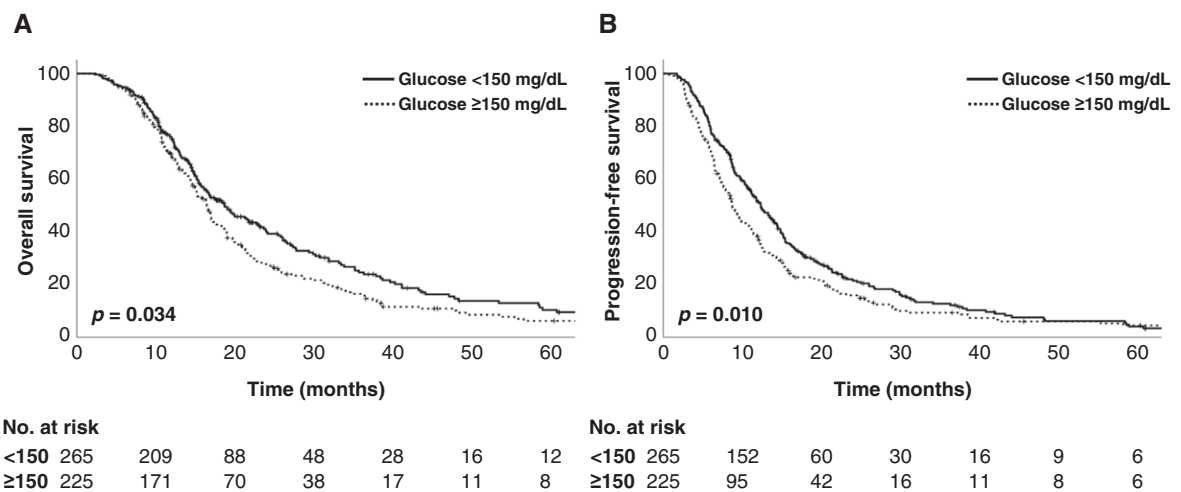 A
Overall survival
100
80
60
40
20
0
Glucose <150 mg/dL
Glucose ≥150 mg/dL
p = 0.034
0 10 20 30 40 50 60
Time (months)
No. at risk
<150 265 209 88 48 28 16 12
≥150 225 171 70 38 17 11 8
B
Progression-free survival
100
80
60
40
20
0
Glucose <150 mg/dL
Glucose ≥150 mg/dL
p = 0.010
0 10 20 30 40 50 60
Time (months)
No. at risk
<150 265 152 60 30 16 9 6
≥150 225 95 42 16 11 8 6